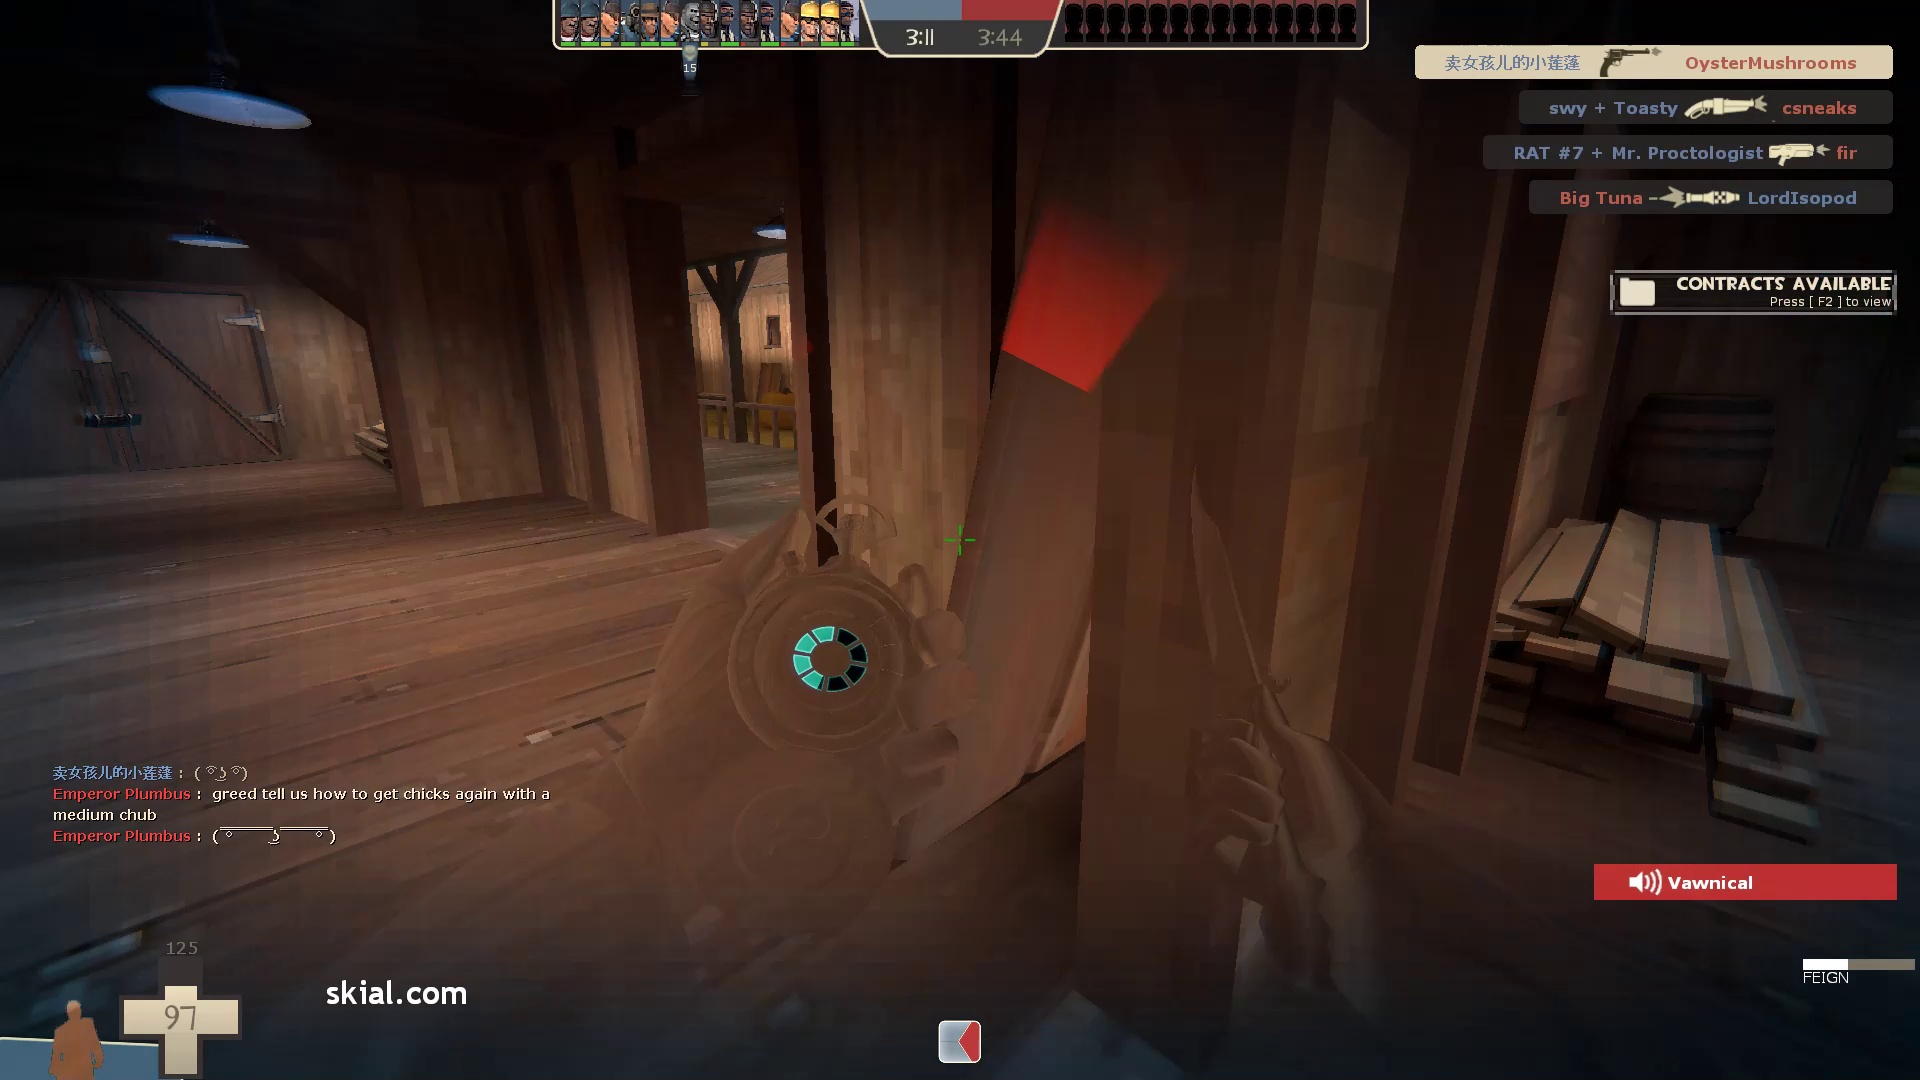 3:11 3:44
15
卖女孩儿的小莲蓬 OysterMushrooms
swy + Toasty csneaks
RAT #7 + Mr. Proctologist fir
Big Tuna LordIsopod
CONTRACTS AVAILABLE
Press [ F2 ] to view
卖女孩儿的小莲蓬 : ( ͡° ͜ʖ ͡°)
Emperor Plumbus : greed tell us how to get chicks again with a
medium chub
Emperor Plumbus : ( ͡° ͜ʖ ͡°)
Vawnical
125
97
skial.com
FEIGN